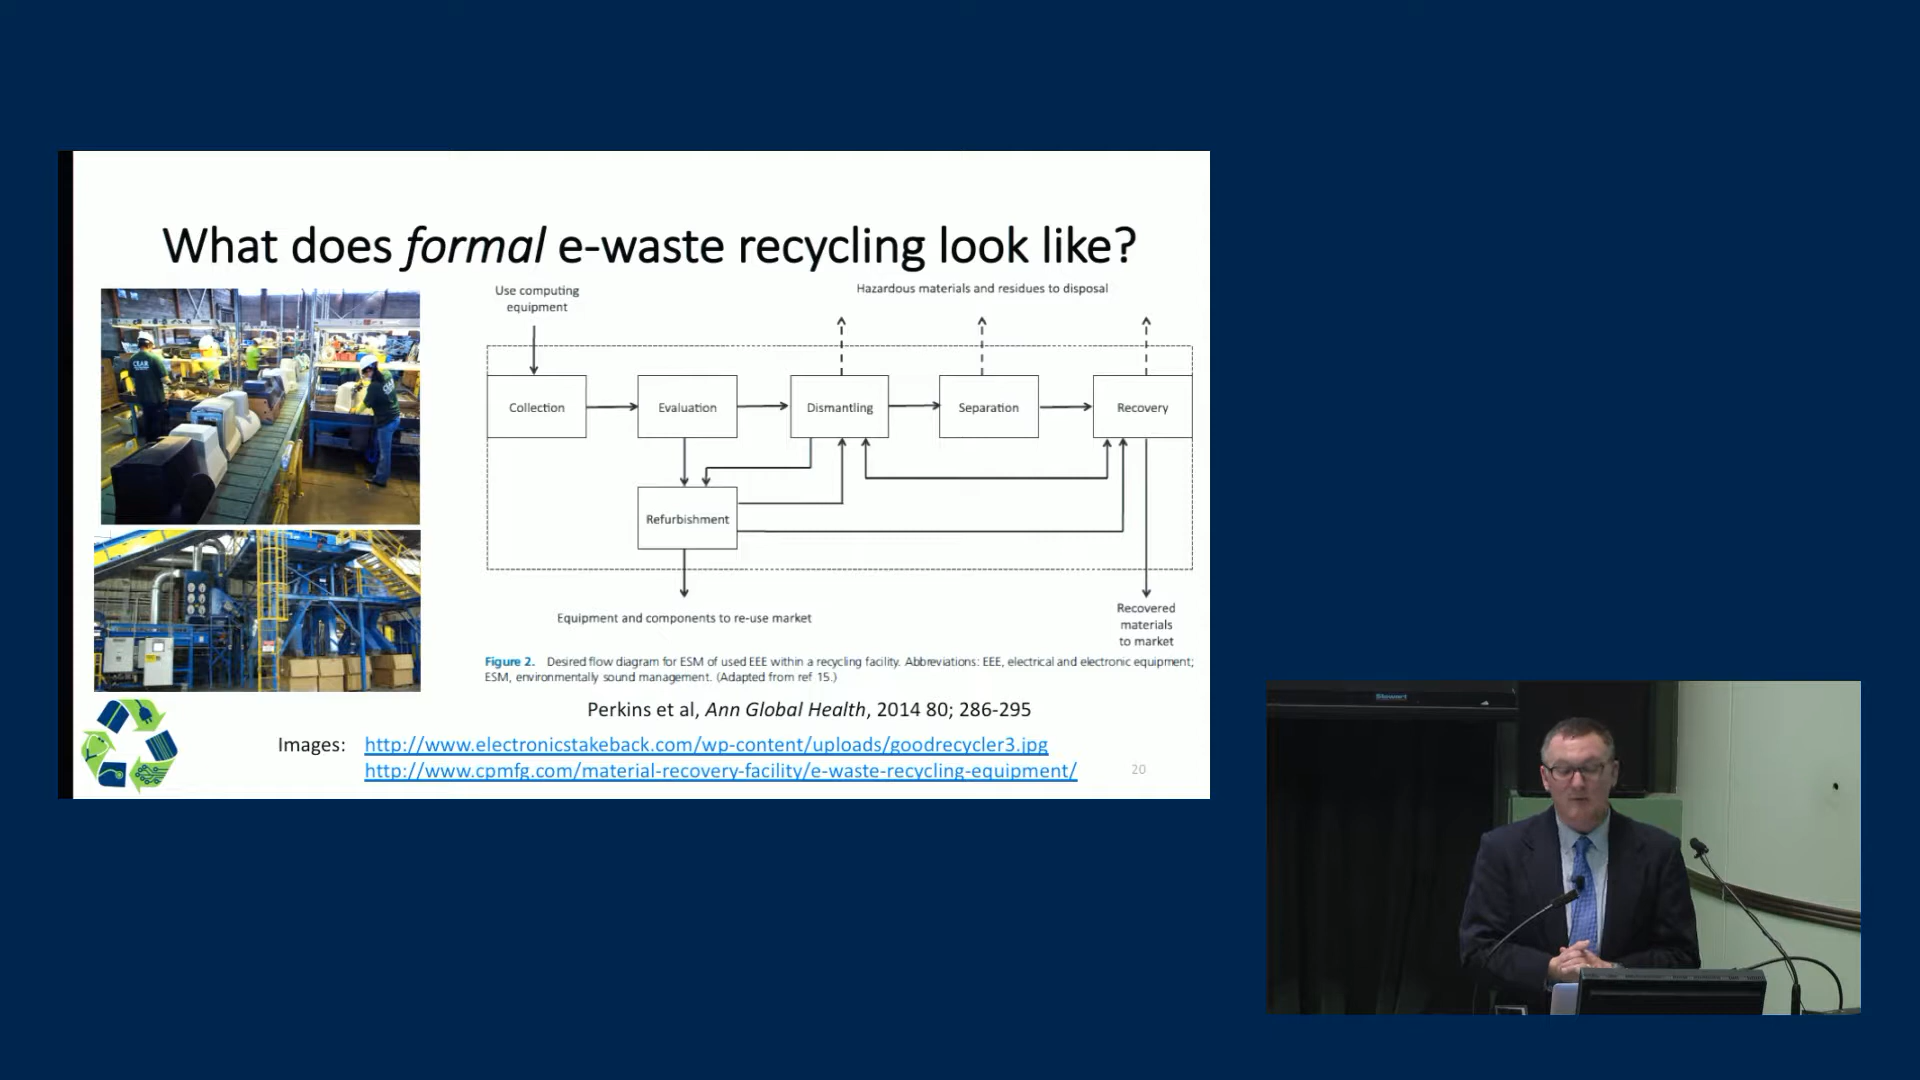 What does formal e-waste recycling look like?
Use computing
equipment
Hazardous materials and residues to disposal
Collection
Evaluation
Dismantling
Separation
Recovery
Refurbishment
Equipment and components to re-use market
Recovered
materials
to market
Figure 2. Desired flow diagram for ESM of used EEE within a recycling facility. Abbreviations: EEE, electrical and electronic equipment;
ESM, environmentally sound management. (Adapted from ref 15.)
Perkins et al, Ann Global Health, 2014 80; 286-295
Images: http://www.electronicstakeback.com/wp-content/uploads/goodrecycler3.jpg
http://www.cpmfg.com/material-recovery-facility/e-waste-recycling-equipment/
20
Stewart